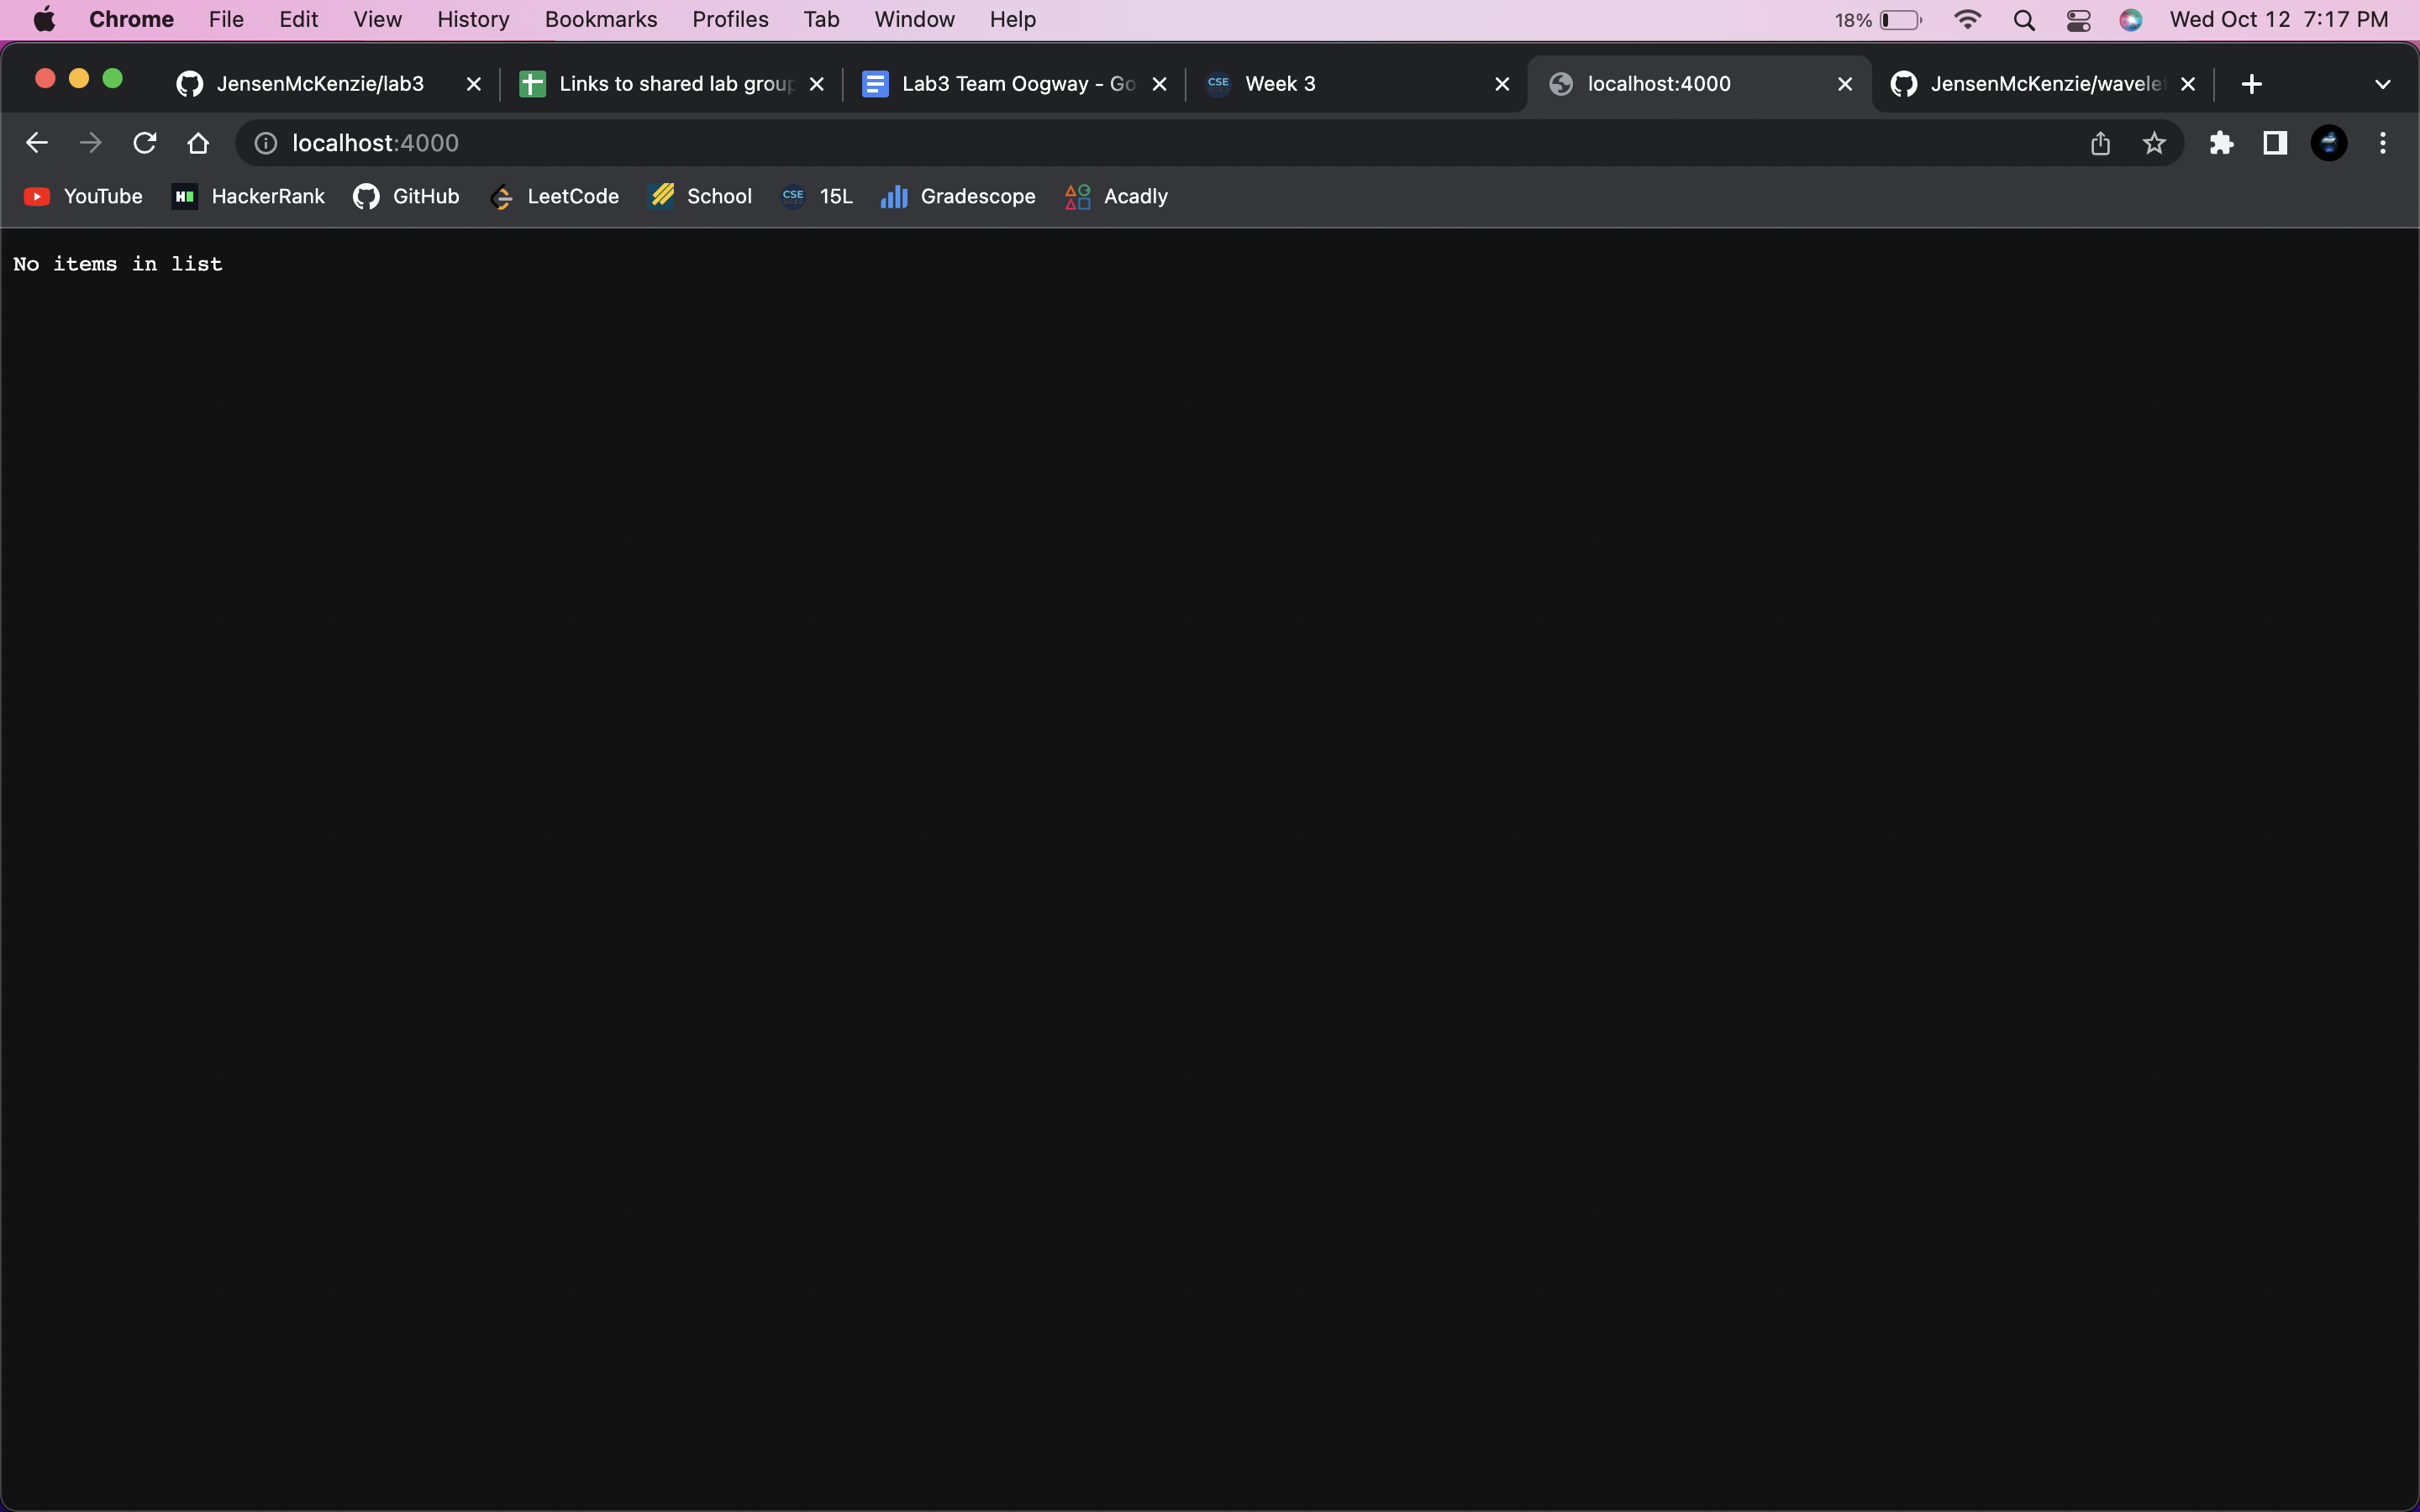 Chrome File Edit View History Bookmarks Profiles Tab Window Help 18% Wed Oct 12 7:17 PM
JensenMcKenzie/lab3 Links to shared lab group Lab3 Team Oogway - Go CSE Week 3 localhost:4000 JensenMcKenzie/wavele
localhost:4000
YouTube HackerRank GitHub LeetCode School CSE 15L Gradescope Acadly
No items in list